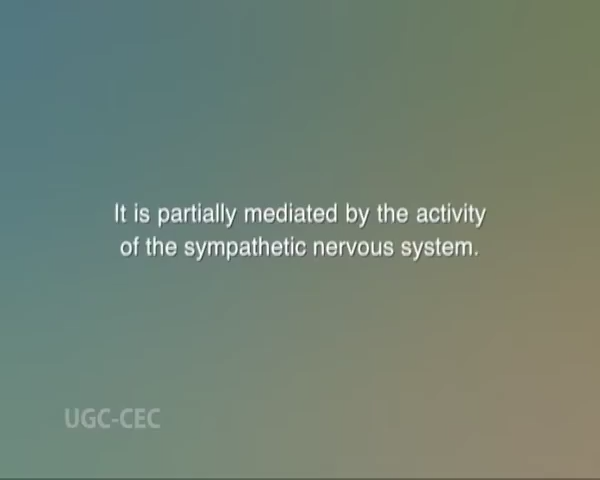 It is partially mediated by the activity
of the sympathetic nervous system.
UGC-CEC